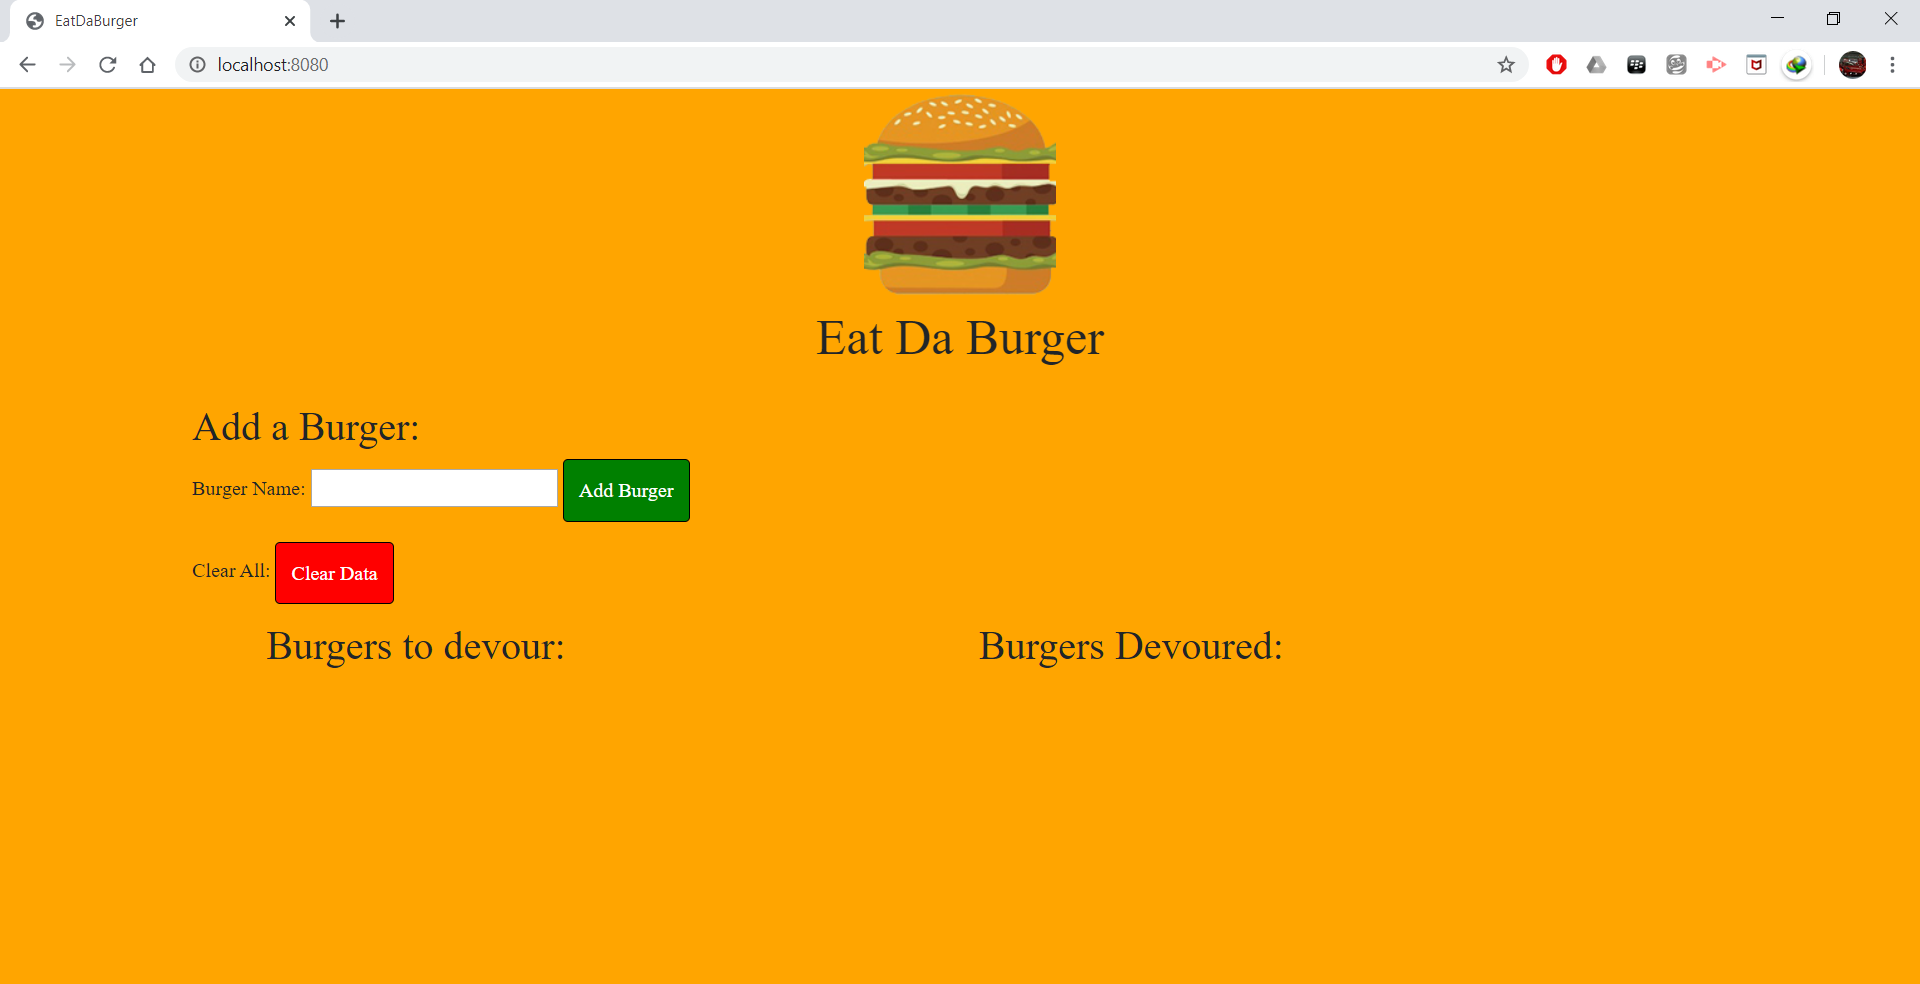 EatDaBurger
localhost:8080
Eat Da Burger
Add a Burger:
Burger Name: Add Burger
Clear All: Clear Data
Burgers to devour: Burgers Devoured: